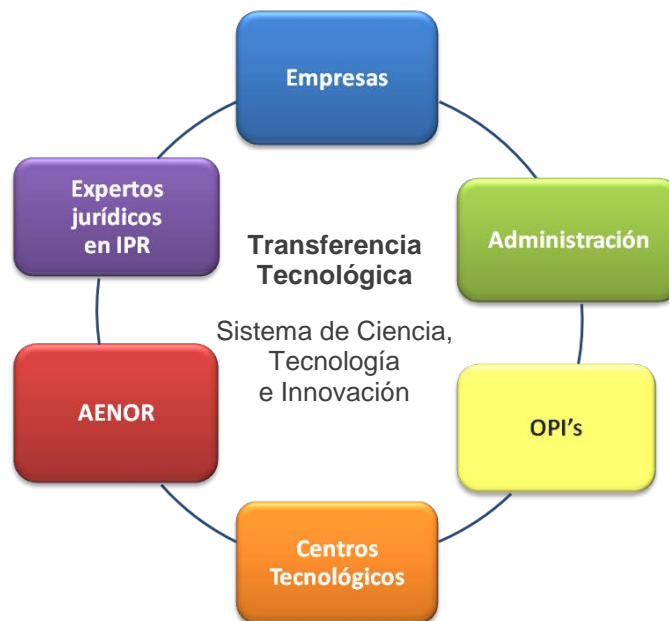 Empresas
Administración
OPI's
Centros
Tecnológicos
AENOR
Expertos
jurídicos
en IPR
Transferencia
Tecnológica
Sistema de Ciencia,
Tecnología
e Innovación